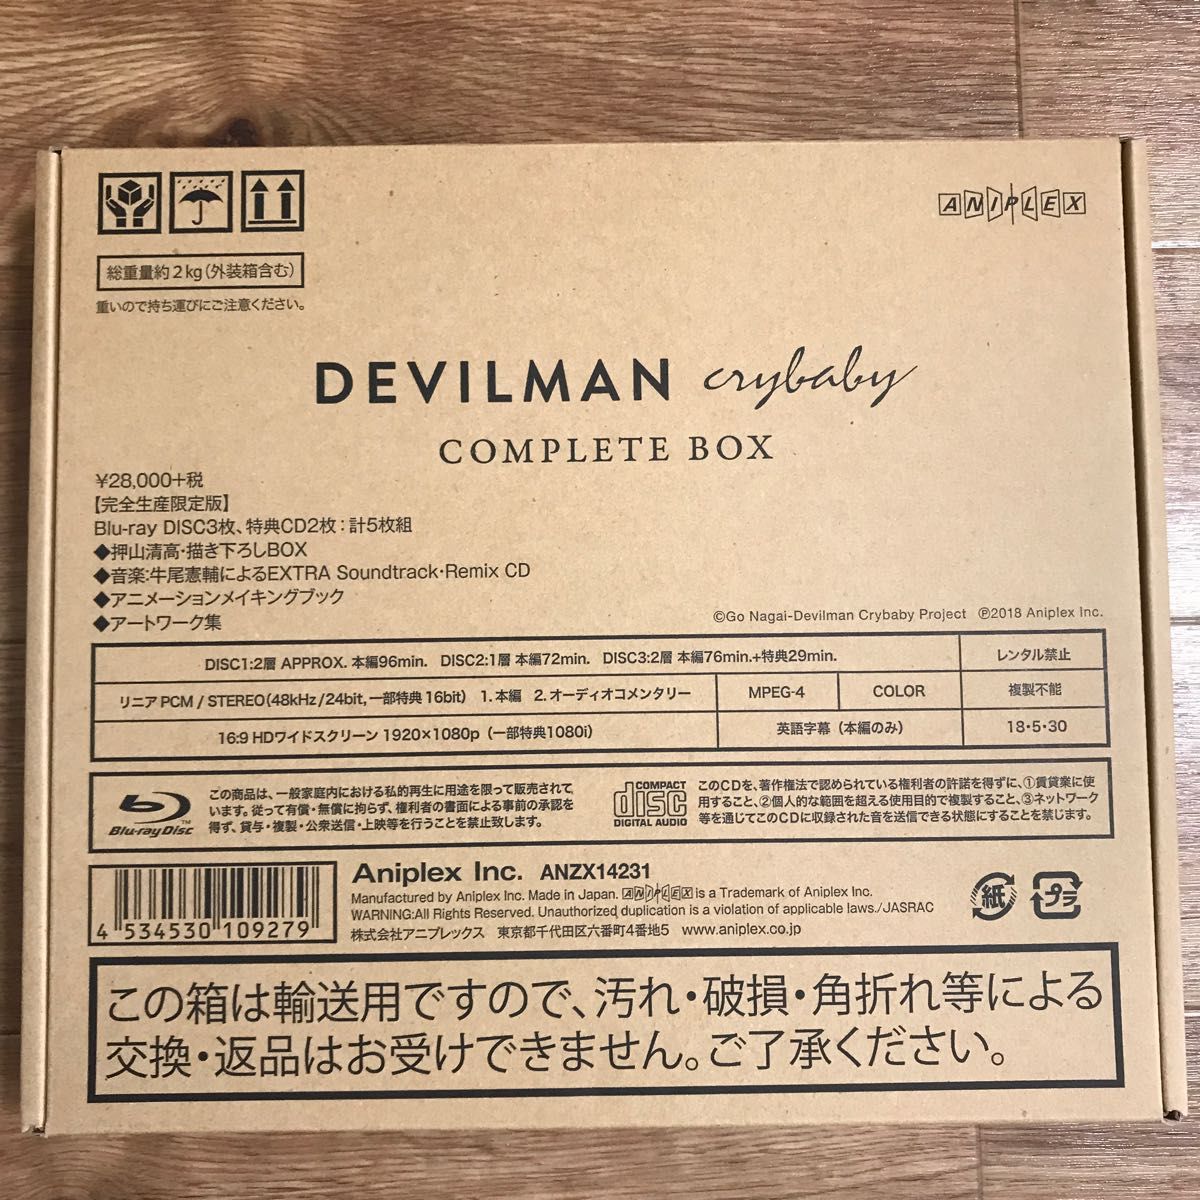 ANIPLEX
総重量約2kg（外装箱含む）
重いので持ち運びにご注意ください。
DEVILMAN crybaby
COMPLETE BOX
¥28,000+税
【完全生産限定版】
Blu-ray DISC3枚、特典CD2枚：計5枚組
◆押山清高・描き下ろしBOX
◆音楽：牛尾憲輔によるEXTRA Soundtrack・Remix CD
◆アニメーションメイキングブック
◆アートワーク集
©Go Nagai-Devilman Crybaby Project ℗2018 Aniplex Inc.
DISC1：2層 APPROX. 本編96min. DISC2：1層 本編72min. DISC3：2層 本編76min.+特典29min.
レンタル禁止
リニアPCM / STEREO（48kHz/24bit, 一部特典 16bit） 1. 本編 2. オーディオコメンタリー
MPEG-4
COLOR
複製不能
16：9 HDワイドスクリーン 1920×1080p（一部特典1080i）
英語字幕（本編のみ）
18・5・30
Blu-ray Disc™
この商品は、一般家庭内における私的再生に用途を限って販売されて
います。従って有償・無償に拘らず、権利者の書面による事前の承認を
得ず、貸与・複製・公衆送信・上映等を行うことを禁止致します。
COMPACT
disc
DIGITAL AUDIO
このCDを、著作権法で認められている権利者の許諾を得ずに、①賃貸業に使
用すること、②個人的な範囲を超える使用目的で複製すること、③ネットワーク
等を通じてこのCDに収録された音を送信できる状態にすることを禁じます。
4 534530 109279
Aniplex Inc. ANZX14231
Manufactured by Aniplex Inc. Made in Japan. ANIPLEX is a Trademark of Aniplex Inc.
WARNING:All Rights Reserved. Unauthorized duplication is a violation of applicable laws./JASRAC
株式会社アニプレックス 東京都千代田区六番町4番地5 www.aniplex.co.jp
紙
プラ
この箱は輸送用ですので、汚れ・破損・角折れ等による
交換・返品はお受けできません。ご了承ください。